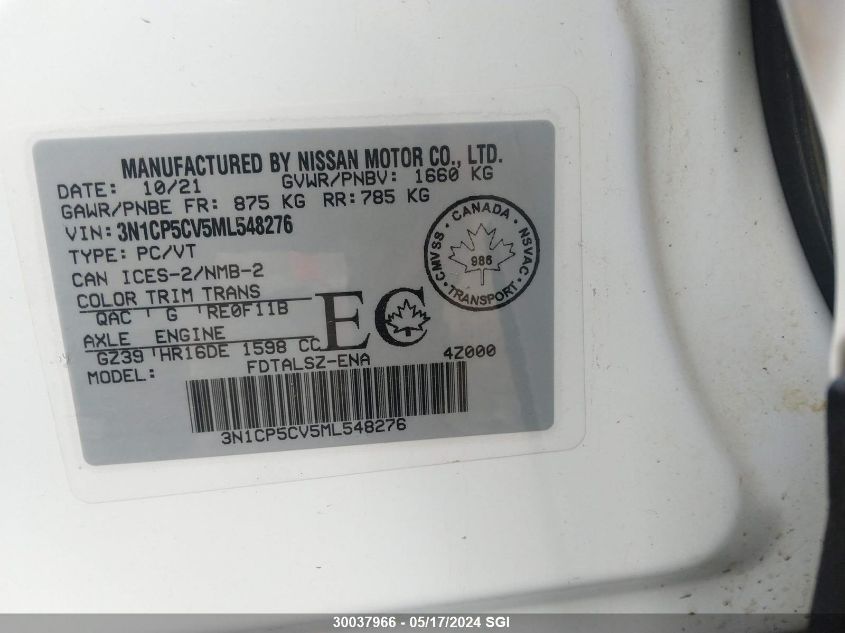 MANUFACTURED BY NISSAN MOTOR CO., LTD.
DATE: 10/21 GVWR/PNBV: 1660 KG
GAWR/PNBE FR: 875 KG RR: 785 KG
VIN: 3N1CP5CV5ML548276
TYPE: PC/VT
CAN ICES-2/NMB-2
COLOR TRIM TRANS
QAC G RE0F11B
AXLE ENGINE
GZ39 HR16DE 1598 CC
MODEL: FDTALSZ-ENA 4Z000
EC
CANADA
CMVSS NSVAC
986
TRANSPORT
3N1CP5CV5ML548276
30037966 - 05/17/2024 SGI